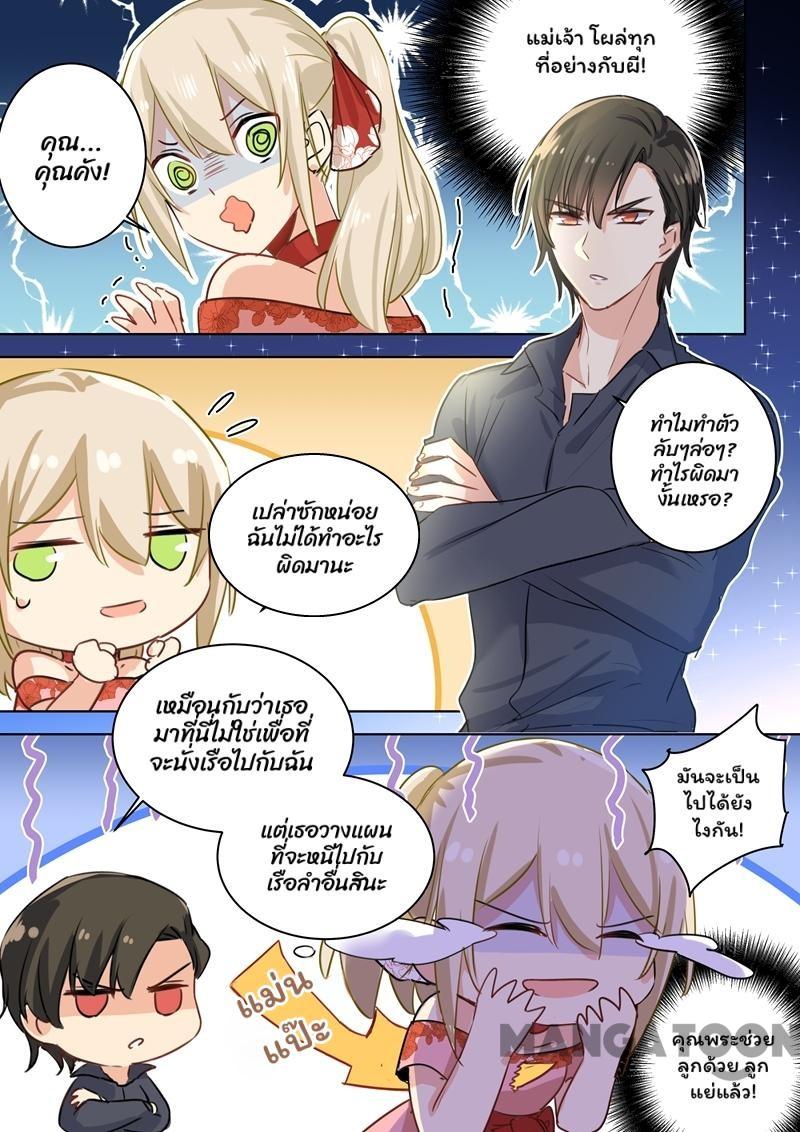 แม่เจ้า โผล่ทุก
ที่อย่างกับผี!
คุณ...
คุณคัง!
ทำไมทำตัว
ลับๆล่อๆ?
ทำไรผิดมา
งั้นเหรอ?
เปล่าซักหน่อย
ฉันไม่ได้ทำอะไร
ผิดมานะ
เหมือนกับว่าเธอ
มาที่นี่ไม่ใช่เพื่อที่
จะนั่งเรือไปกับฉัน
แต่เธอวางแผน
ที่จะหนีไปกับ
เรือลำอื่นสินะ
มันจะเป็น
ไปได้ยัง
ไงกัน!
แม่น
แป๊ะ
คุณพระช่วย
ลูกด้วย ลูก
แย่แล้ว!
MANGATOON